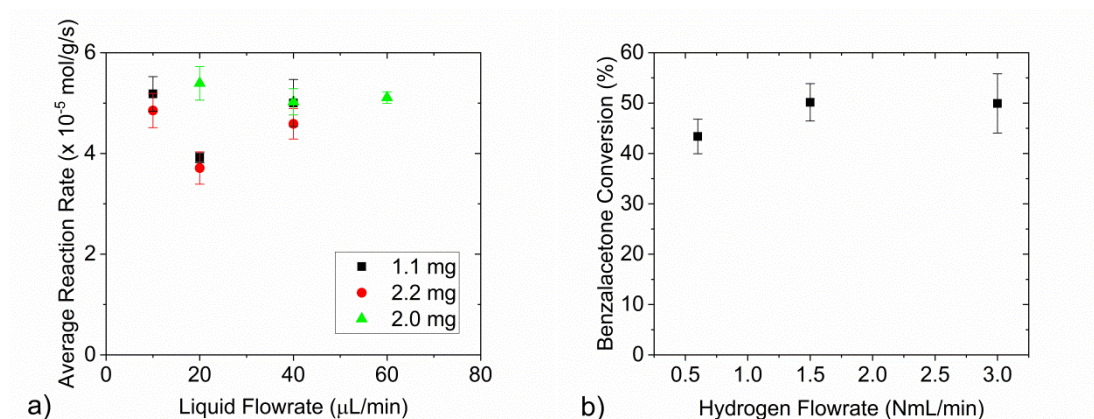 Average Reaction Rate (x 10⁻⁵ mol/g/s)
6
4
2
0
1.1 mg
2.2 mg
2.0 mg
0 20 40 60 80
Liquid Flowrate (μL/min)
a)
Benzalacetone Conversion (%)
60
50
40
30
20
10
0
0.5 1.0 1.5 2.0 2.5 3.0
Hydrogen Flowrate (NmL/min)
b)